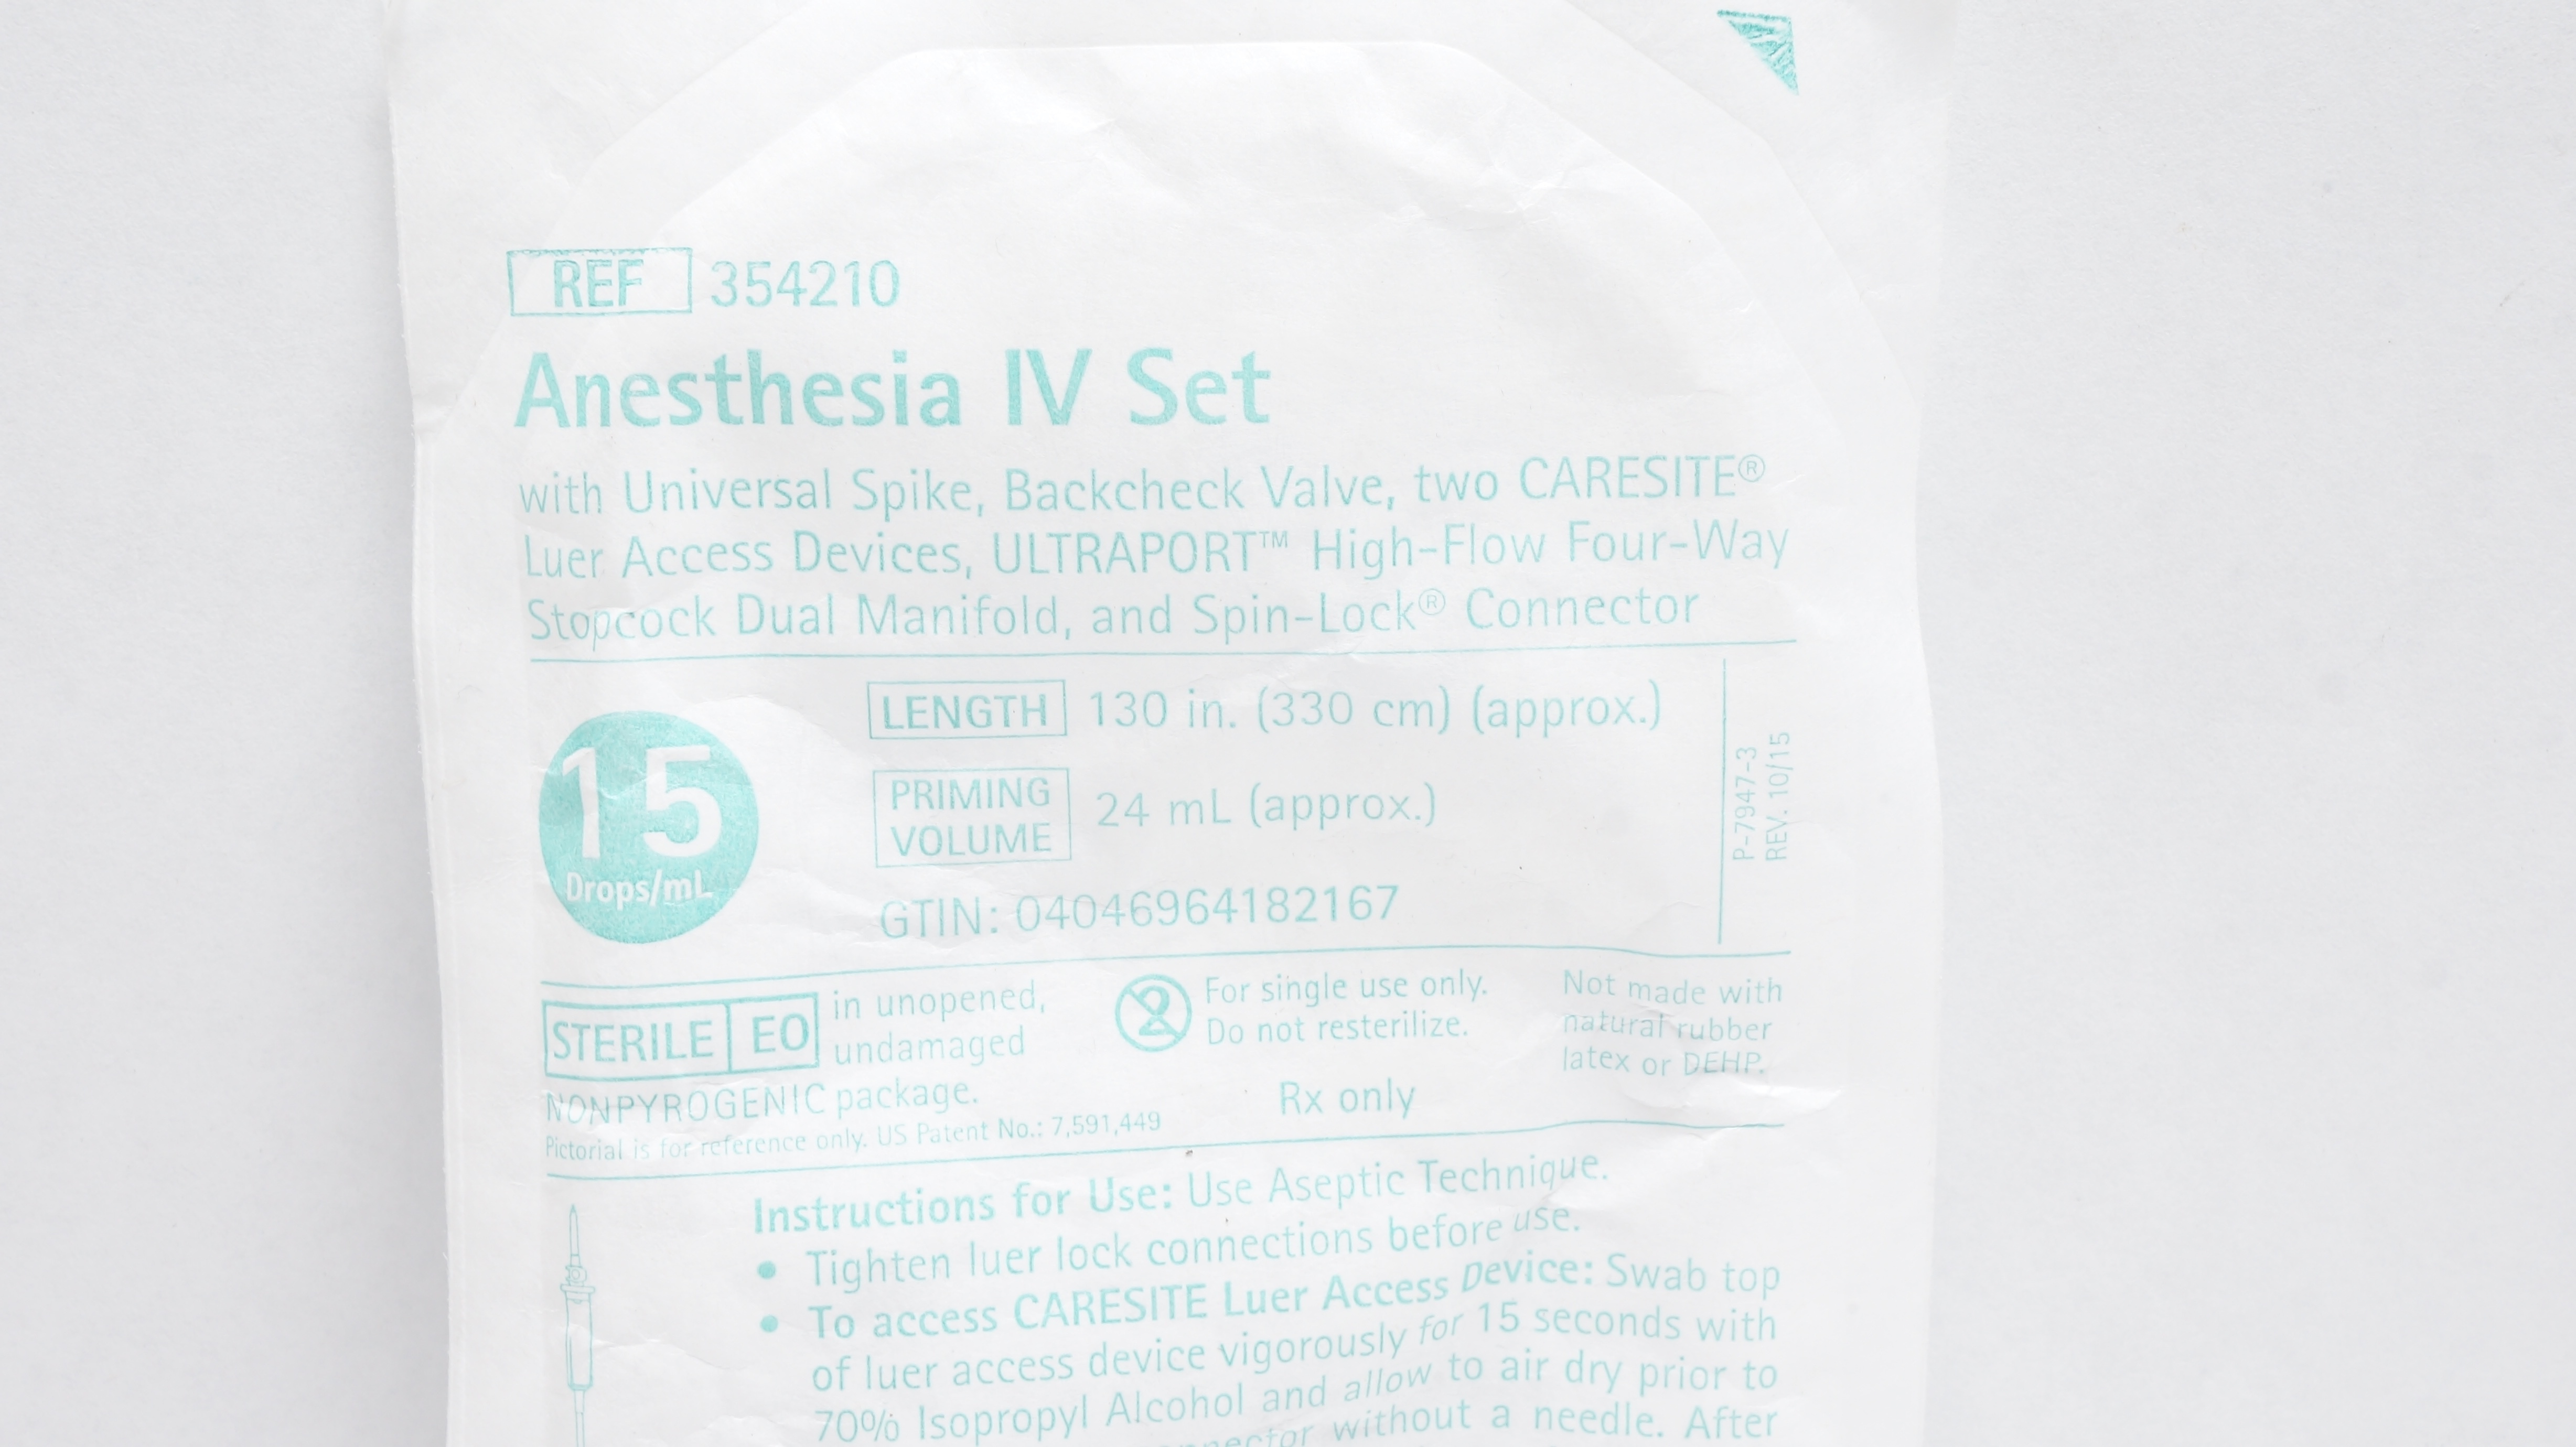 REF 354210
Anesthesia IV Set
with Universal Spike, Backcheck Valve, two CARESITE®
Luer Access Devices, ULTRAPORT™ High-Flow Four-Way
Stopcock Dual Manifold, and Spin-Lock® Connector
15
Drops/mL
LENGTH 130 in. (330 cm) (approx.)
PRIMING
VOLUME
24 mL (approx.)
GTIN: 04046964182167
P-7947-3
REV. 10/15
STERILE EO in unopened,
undamaged
NONPYROGENIC package.
Pictorial is for reference only. US Patent No.: 7,591,449
2
For single use only.
Do not resterilize.
Rx only
Not made with
natural rubber
latex or DEHP.
Instructions for Use: Use Aseptic Technique.
• Tighten luer lock connections before use.
• To access CARESITE Luer Access Device: Swab top
of luer access device vigorously for 15 seconds with
70% Isopropyl Alcohol and allow to air dry prior to
without a needle. After